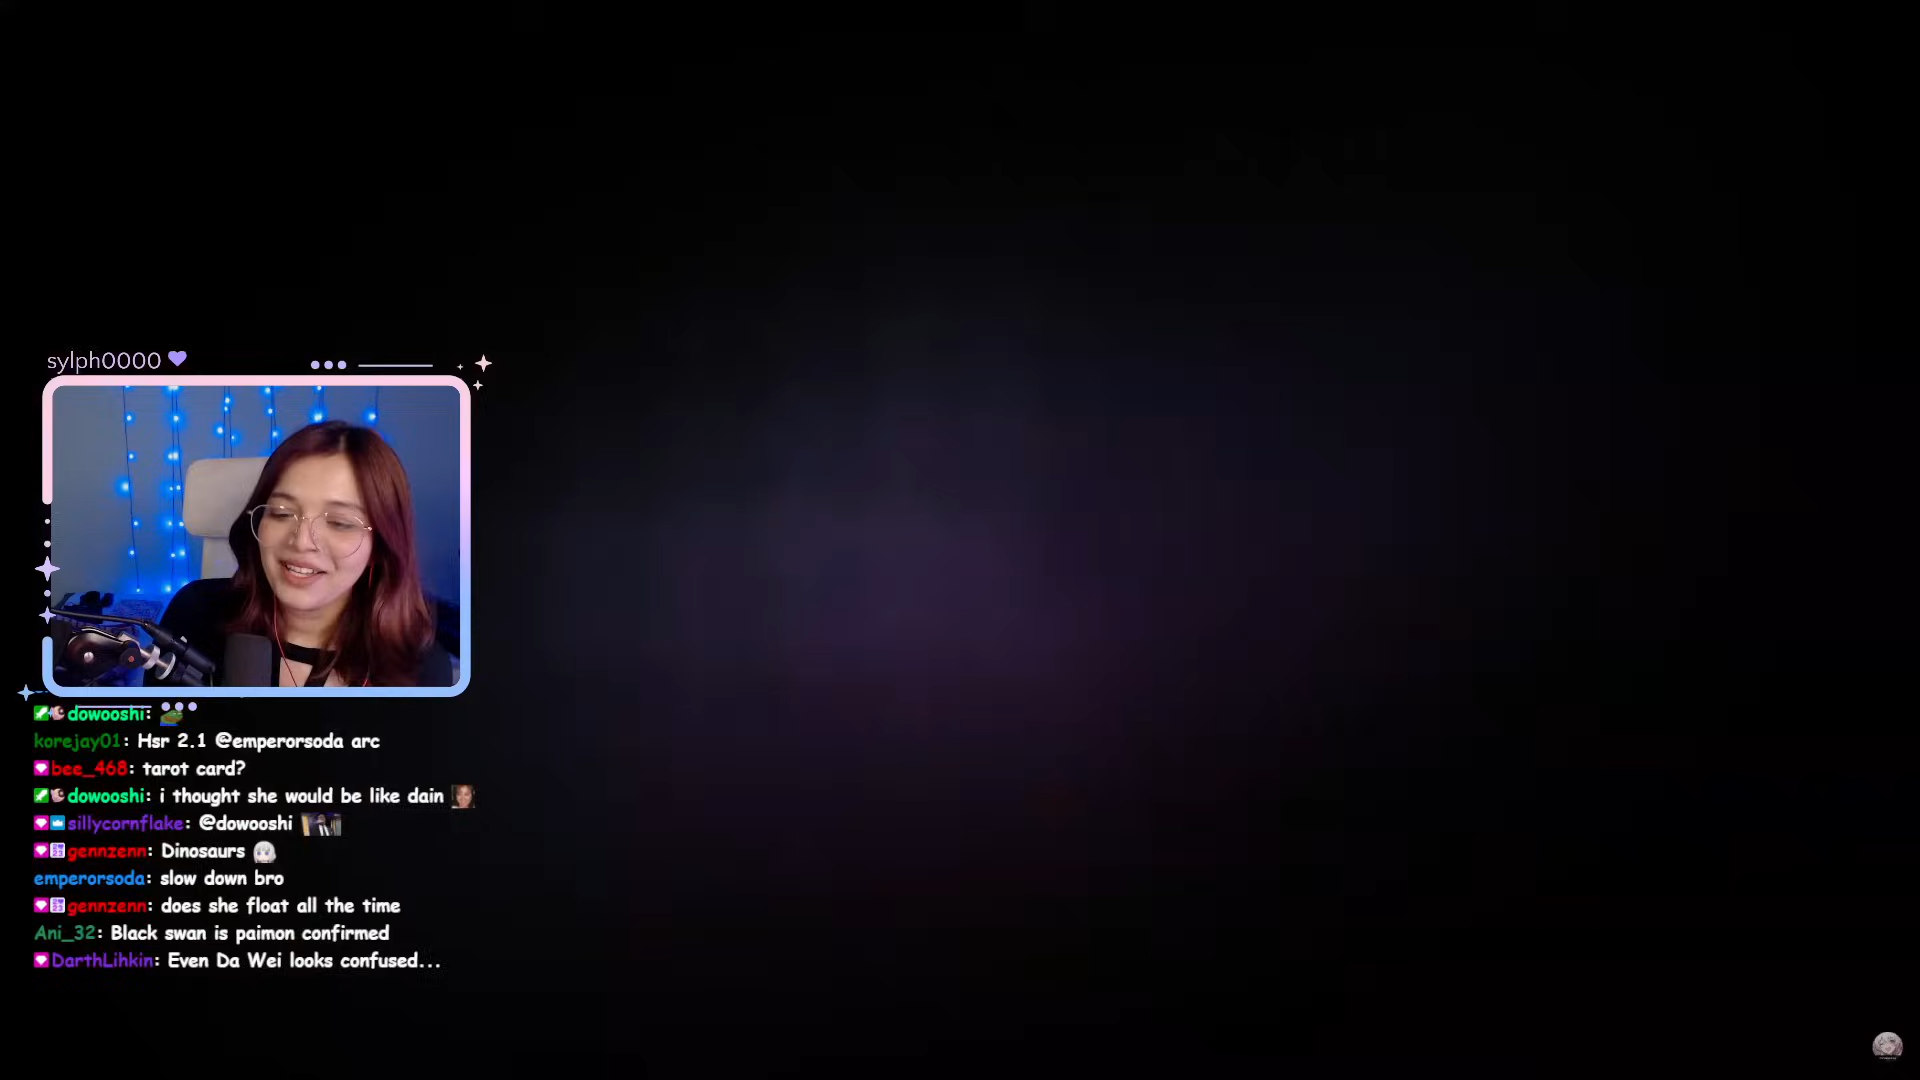 sylph0000
dowooshi:
korejay01: Hsr 2.1 @emperorsoda arc
bee_468: tarot card?
dowooshi: i thought she would be like dain
sillycornflake: @dowooshi
gennzenn: Dinosaurs
emperorsoda: slow down bro
gennzenn: does she float all the time
Ani_32: Black swan is paimon confirmed
DarthLihkin: Even Da Wei looks confused...